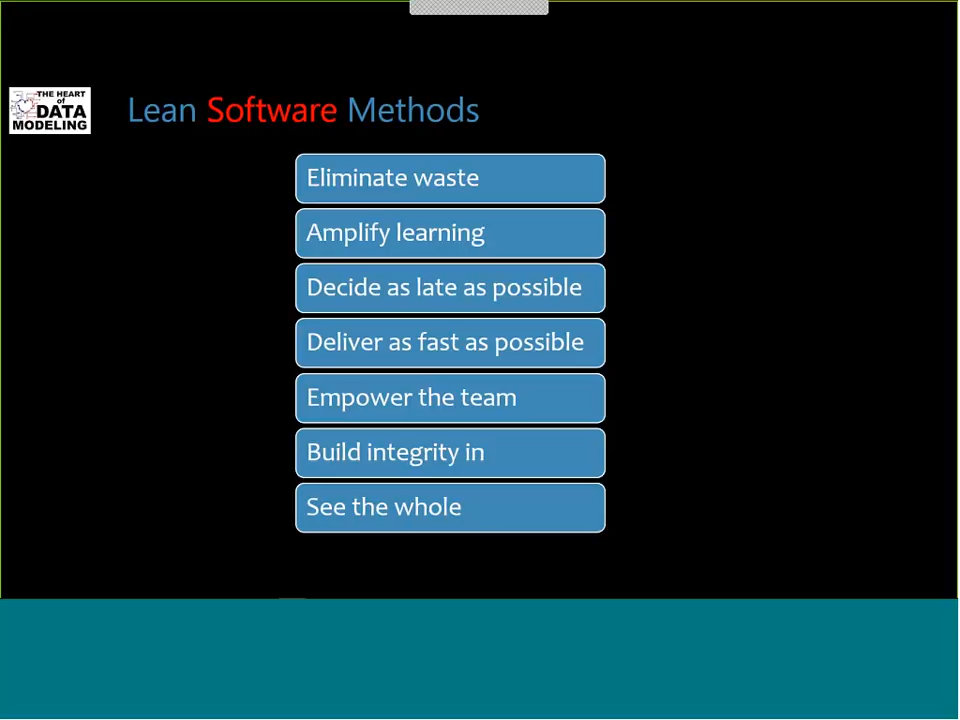 THE HEART
of
DATA
MODELING
Lean Software Methods
Eliminate waste
Amplify learning
Decide as late as possible
Deliver as fast as possible
Empower the team
Build integrity in
See the whole